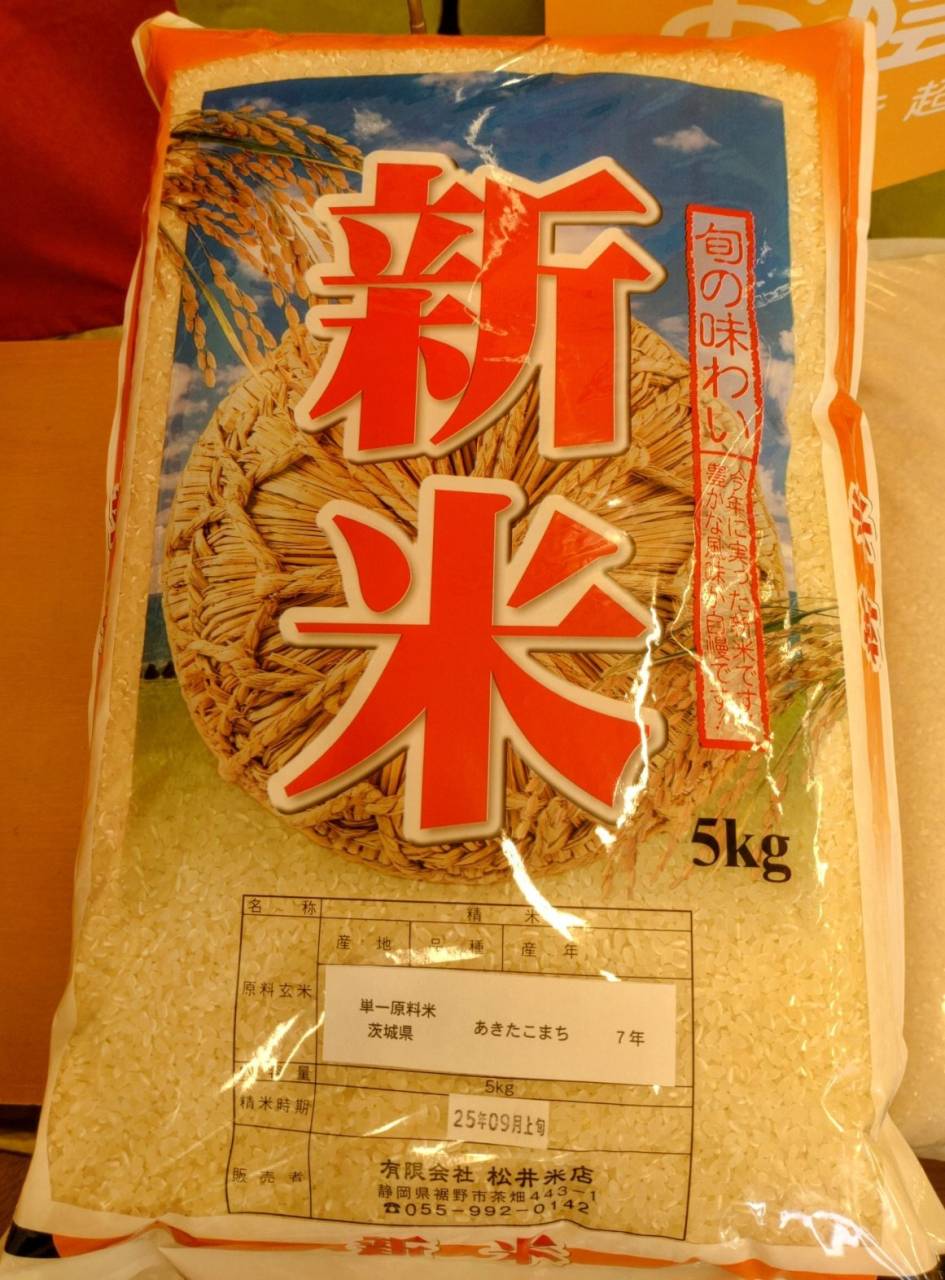 新米
旬の味わい
今年に実った新米です。
豊かな風味が自慢です!
5kg
名称 精米
産地 品種 産年
原料玄米
単一原料米
茨城県 あきたこまち 7年
量 5kg
精米時期 25年09月上旬
販売者
有限会社 松井米店
静岡県裾野市茶畑443-1
☎055-992-0142
新米